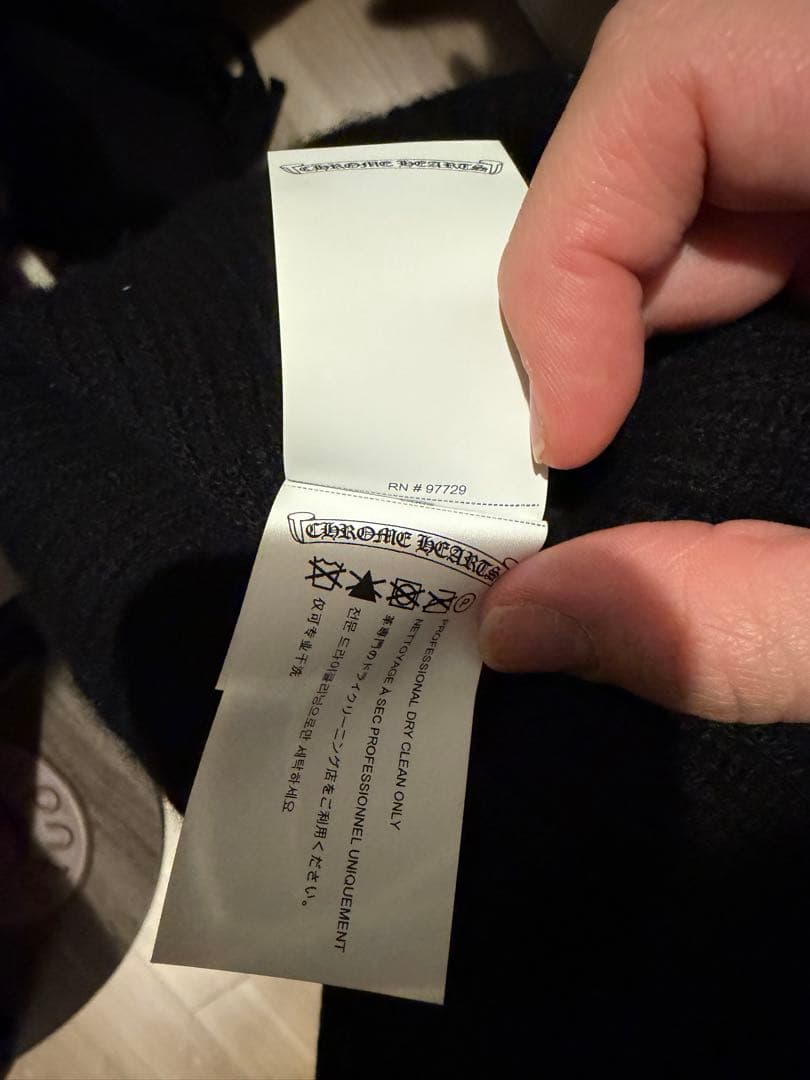 CHROME HEARTS
RN # 97729
CHROME HEARTS
P
PROFESSIONAL DRY CLEAN ONLY
NETTOYAGE À SEC PROFESSIONNEL UNIQUEMENT
革専門のドライクリーニング店をご利用ください。
전문 드라이클리닝으로만 세탁하세요
仅可专业干洗